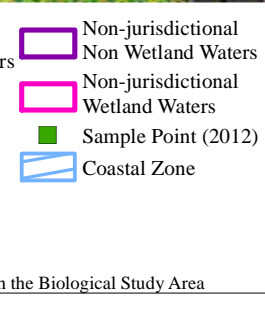 Non-jurisdictional
Non Wetland Waters
Non-jurisdictional
Wetland Waters
Sample Point (2012)
Coastal Zone
the Biological Study Area